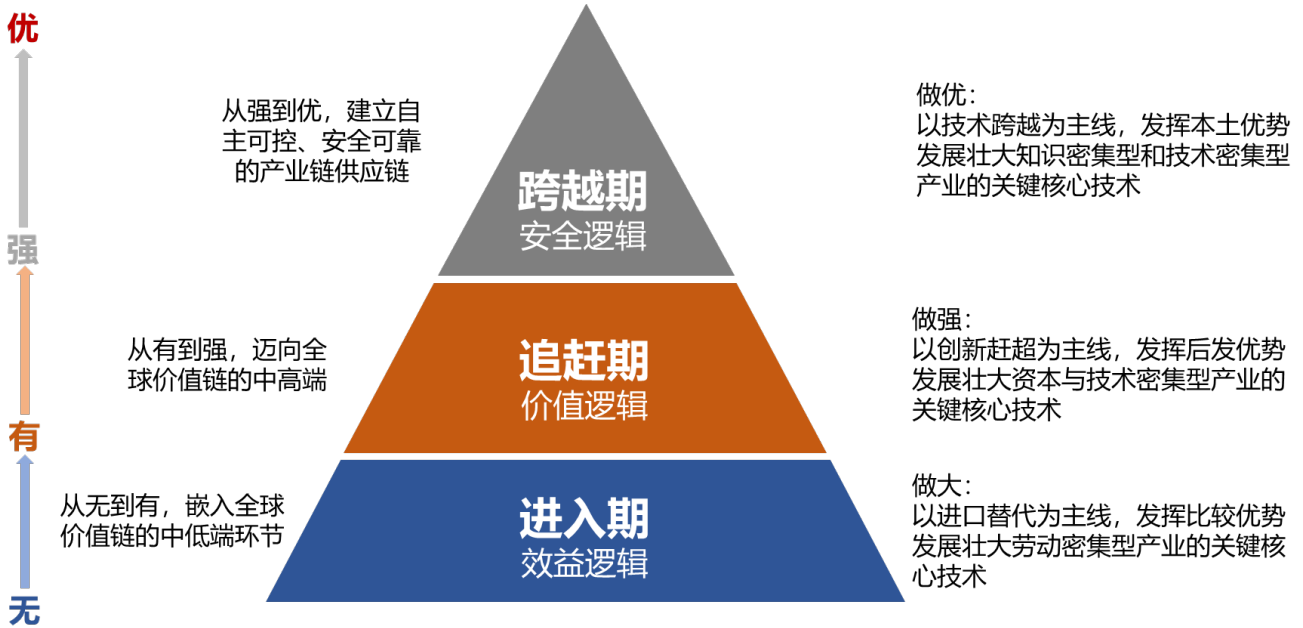 优
从强到优，建立自
主可控、安全可靠
的产业链供应链
跨越期
安全逻辑
做优：
以技术跨越为主线，发挥本土优势
发展壮大知识密集型和技术密集型
产业的关键核心技术
强
从有到强，迈向全
球价值链的中高端
追赶期
价值逻辑
做强：
以创新赶超为主线，发挥后发优势
发展壮大资本与技术密集型产业的
关键核心技术
有
从无到有，嵌入全球
价值链的中低端环节
进入期
效益逻辑
做大：
以进口替代为主线，发挥比较优势
发展壮大劳动密集型产业的关键核
心技术
无